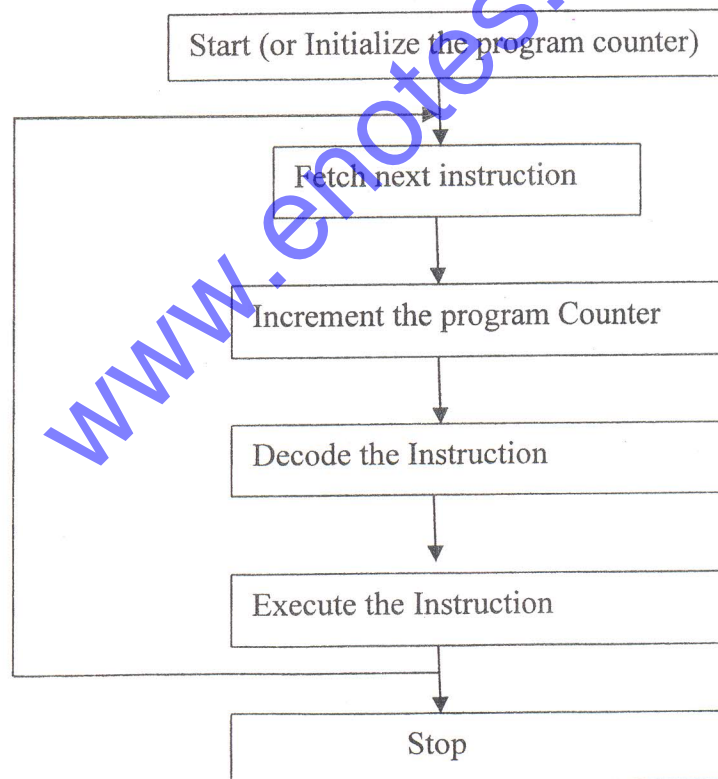 Start (or Initialize the program counter)
Fetch next instruction
Increment the program Counter
Decode the Instruction
Execute the Instruction
Stop
www.enotes.